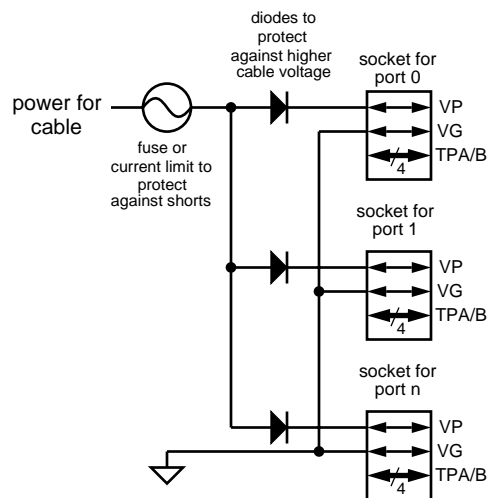 diodes to
protect
against higher
cable voltage
power for
cable
fuse or
current limit to
protect
against shorts
socket for
port 0
VP
VG
TPA/B
4
socket for
port 1
VP
VG
TPA/B
4
socket for
port n
VP
VG
TPA/B
4